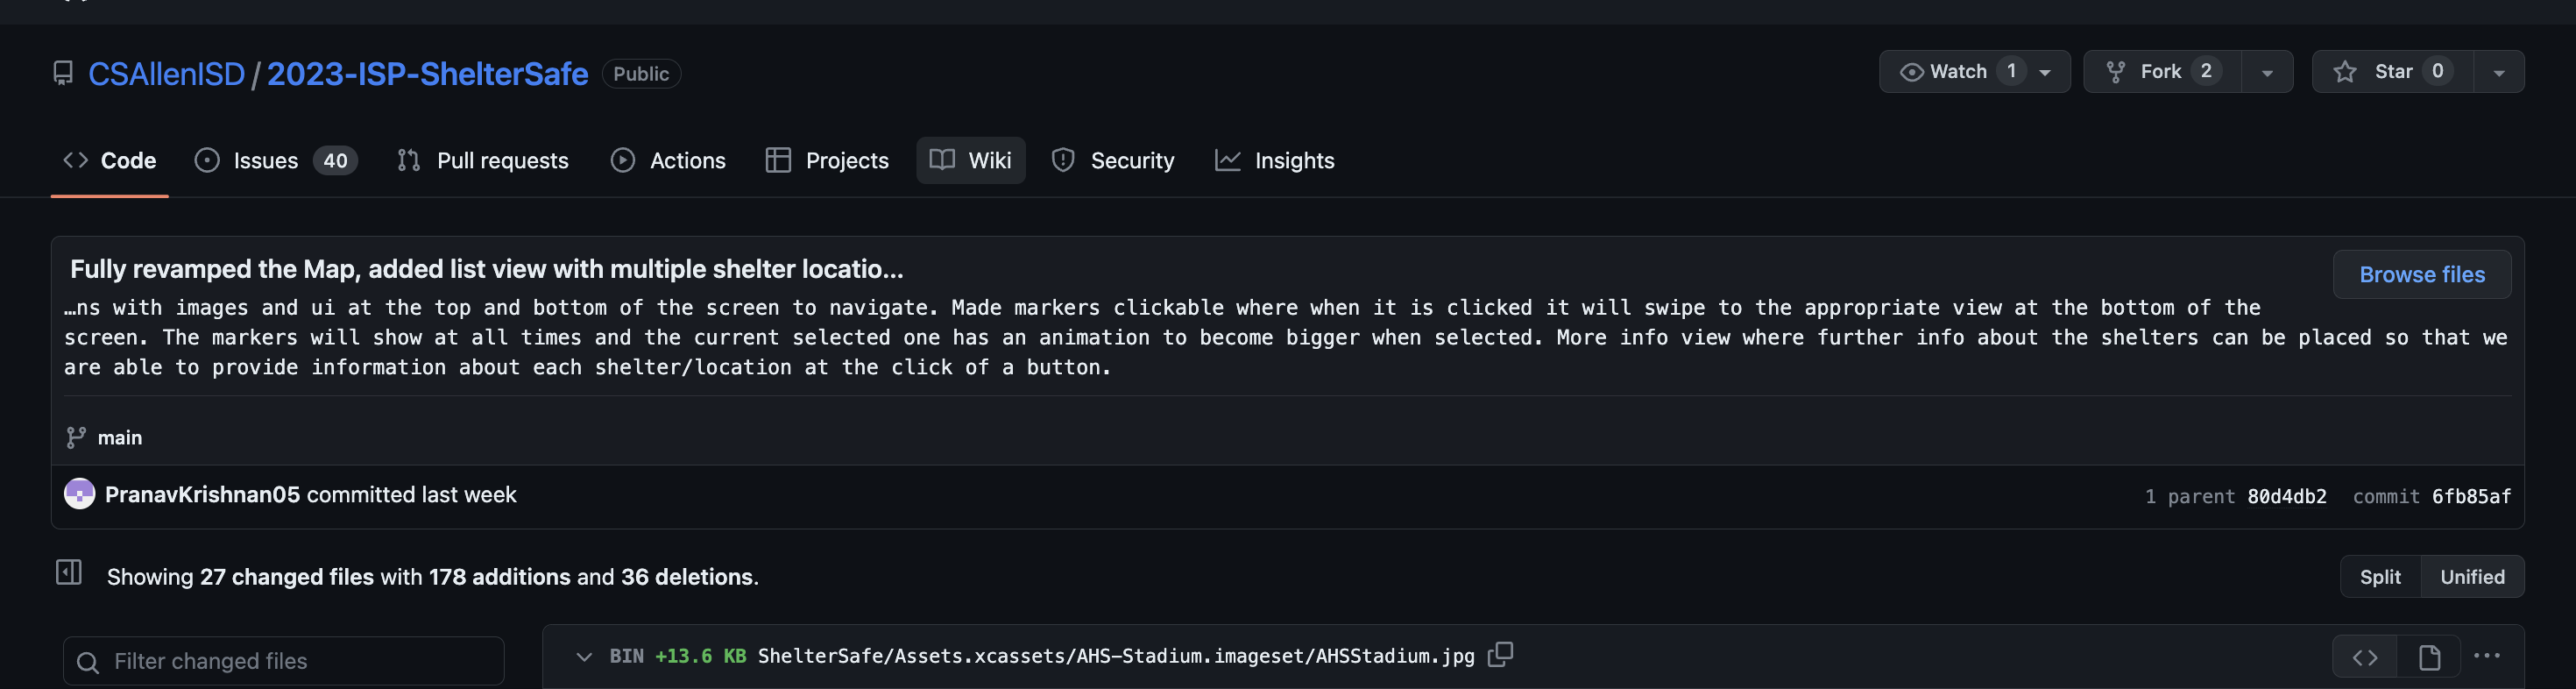 CSAllenISD / 2023-ISP-ShelterSafe Public
Watch 1 Fork 2 Star 0
Code Issues 40 Pull requests Actions Projects Wiki Security Insights
Fully revamped the Map, added list view with multiple shelter locatio...
Browse files
…ns with images and ui at the top and bottom of the screen to navigate. Made markers clickable where when it is clicked it will swipe to the appropriate view at the bottom of the
screen. The markers will show at all times and the current selected one has an animation to become bigger when selected. More info view where further info about the shelters can be placed so that we
are able to provide information about each shelter/location at the click of a button.
main
PranavKrishnan05 committed last week
1 parent 80d4db2 commit 6fb85af
Showing 27 changed files with 178 additions and 36 deletions.
Split Unified
Filter changed files
BIN +13.6 KB ShelterSafe/Assets.xcassets/AHS-Stadium.imageset/AHSStadium.jpg